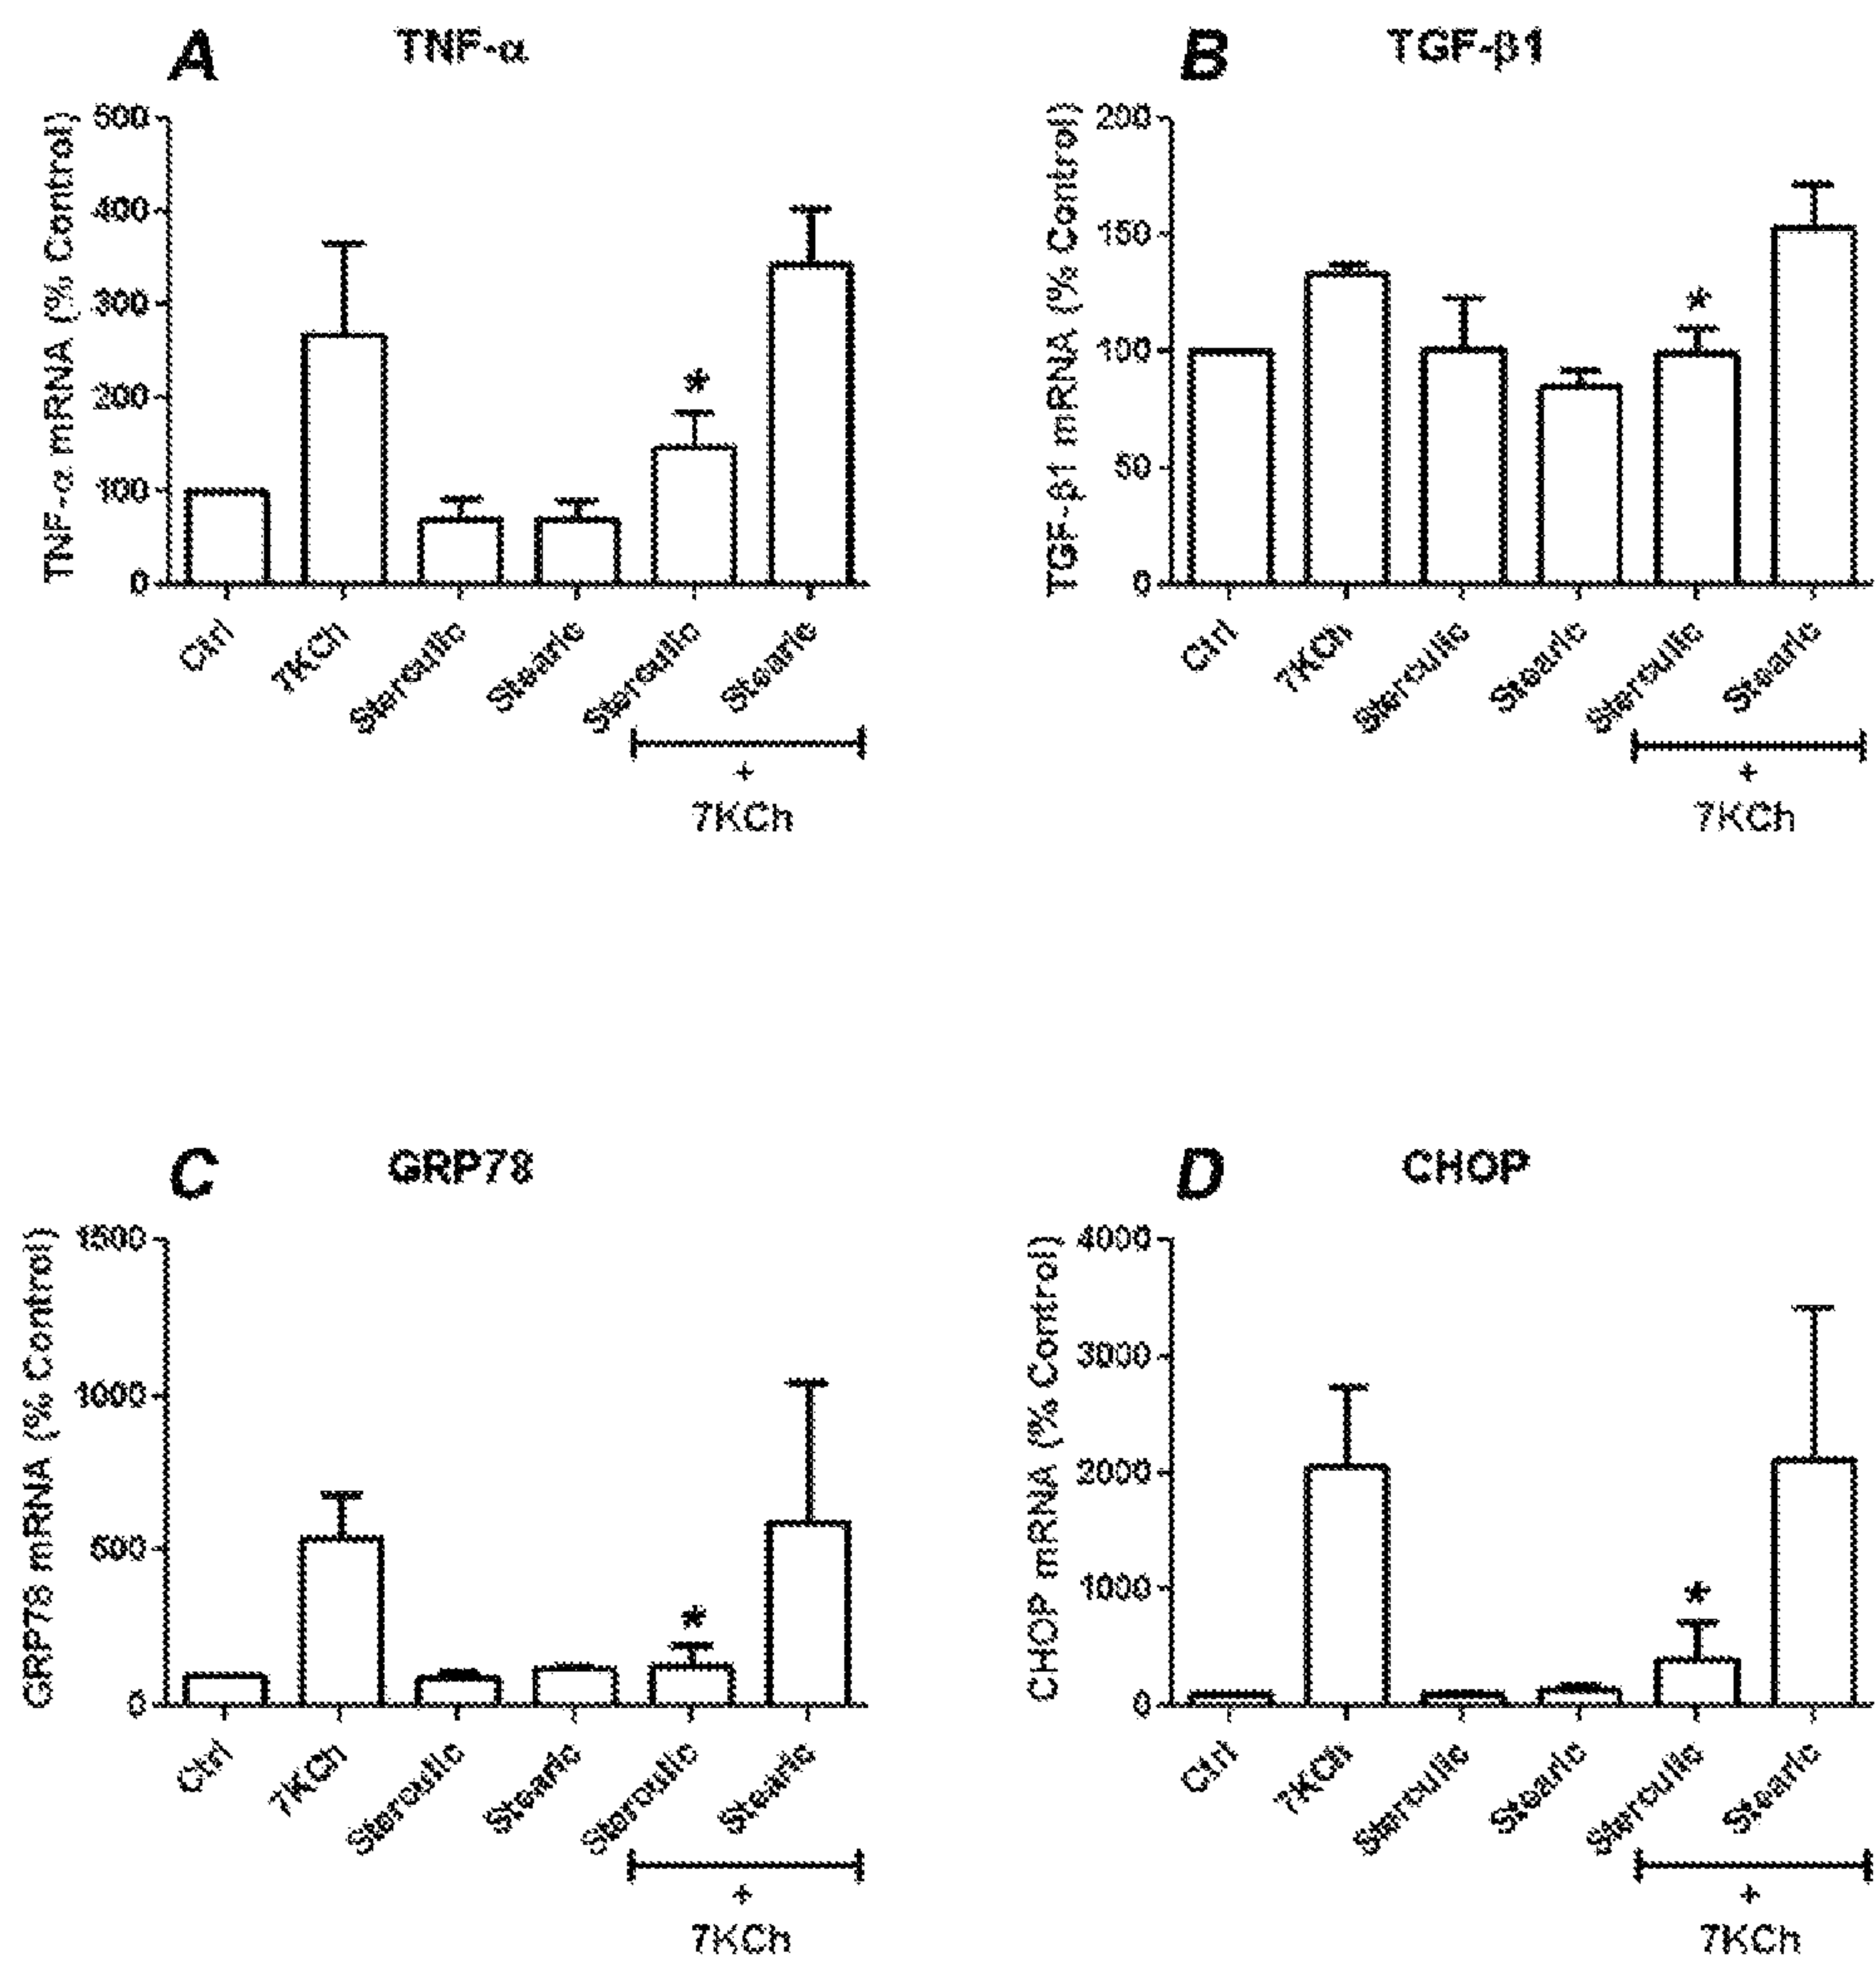 A TNF-α
TNF-α mRNA (% Control)
500
400
300
200
100
0
Ctrl
7KCh
Sterculic
Stearic
Sterculic
Stearic
*
+
7KCh
B TGF-β1
TGF-β1 mRNA (% Control)
200
150
100
50
0
Ctrl
7KCh
Sterculic
Stearic
Sterculic
Stearic
*
+
7KCh
C GRP78
GRP78 mRNA (% Control)
1500
1000
500
0
Ctrl
7KCh
Sterculic
Stearic
Sterculic
Stearic
*
+
7KCh
D CHOP
CHOP mRNA (% Control)
4000
3000
2000
1000
0
Ctrl
7KCh
Sterculic
Stearic
Sterculic
Stearic
*
+
7KCh